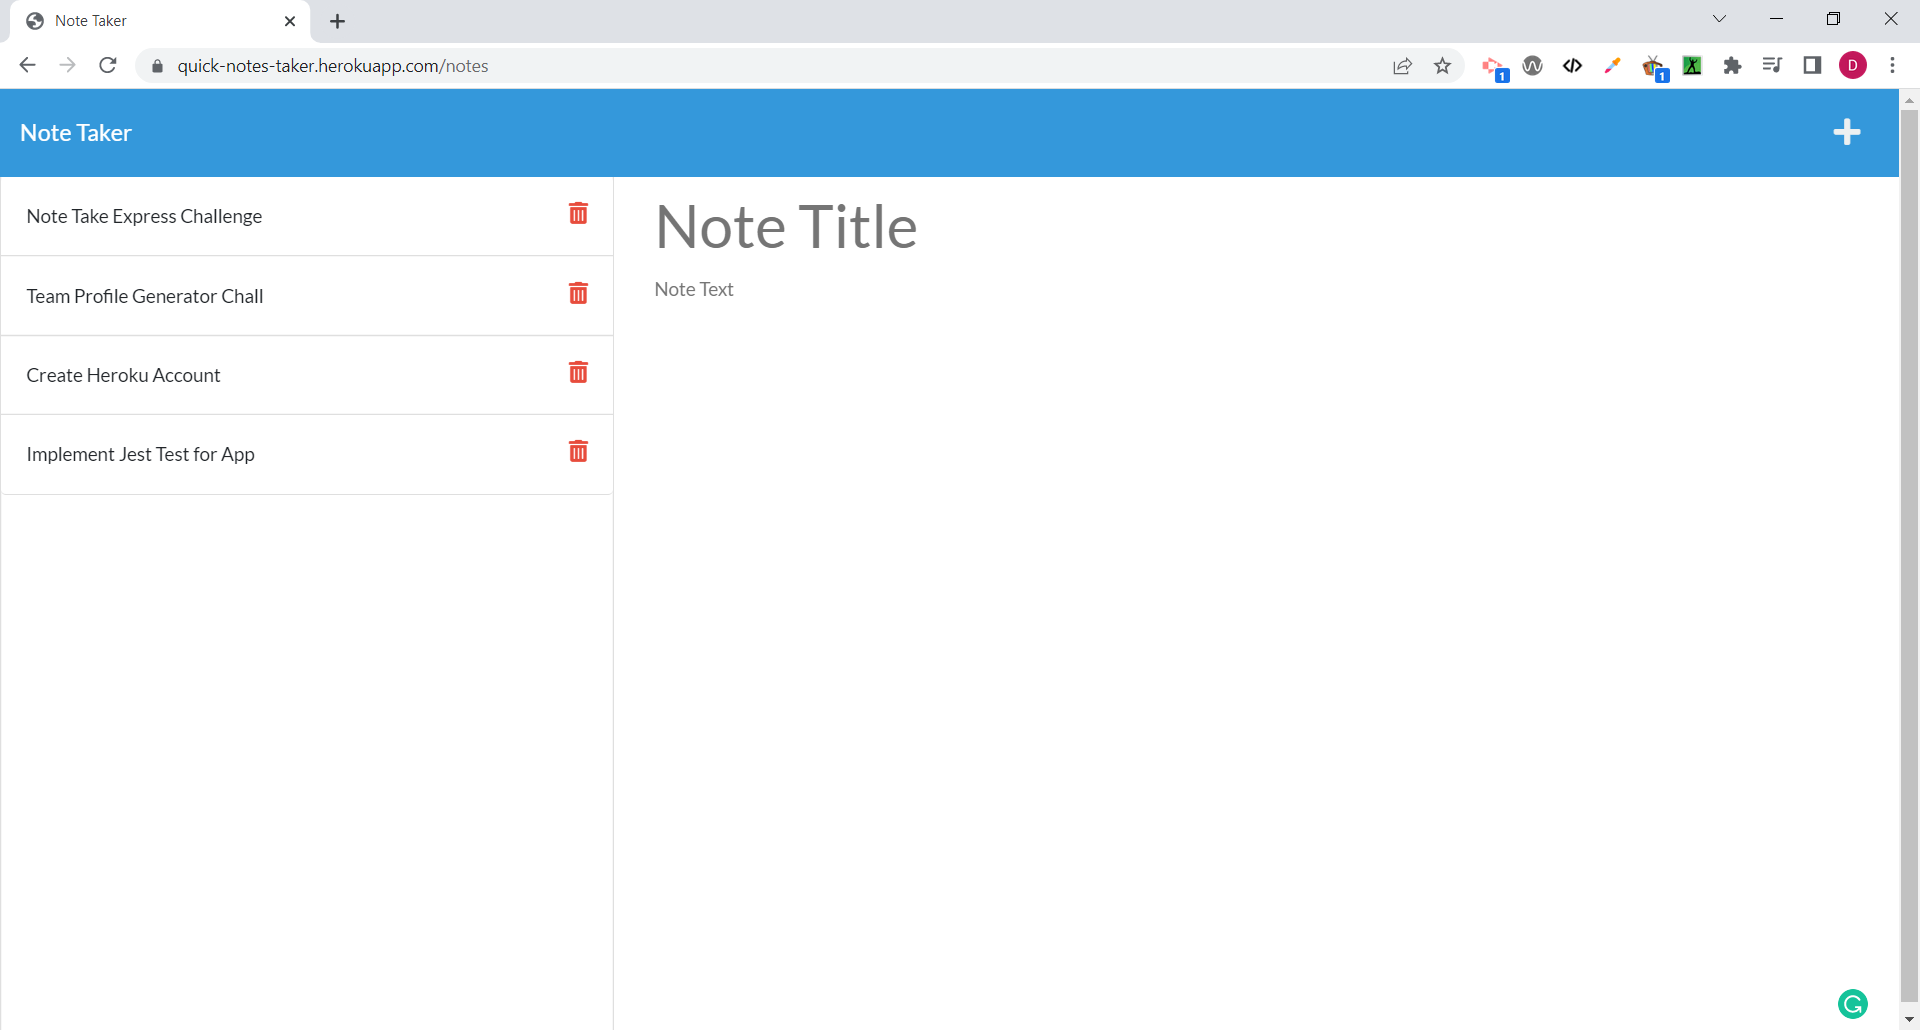 Note Taker
quick-notes-taker.herokuapp.com/notes
1
1
D
Note Taker
Note Take Express Challenge
Team Profile Generator Chall
Create Heroku Account
Implement Jest Test for App
Note Title
Note Text